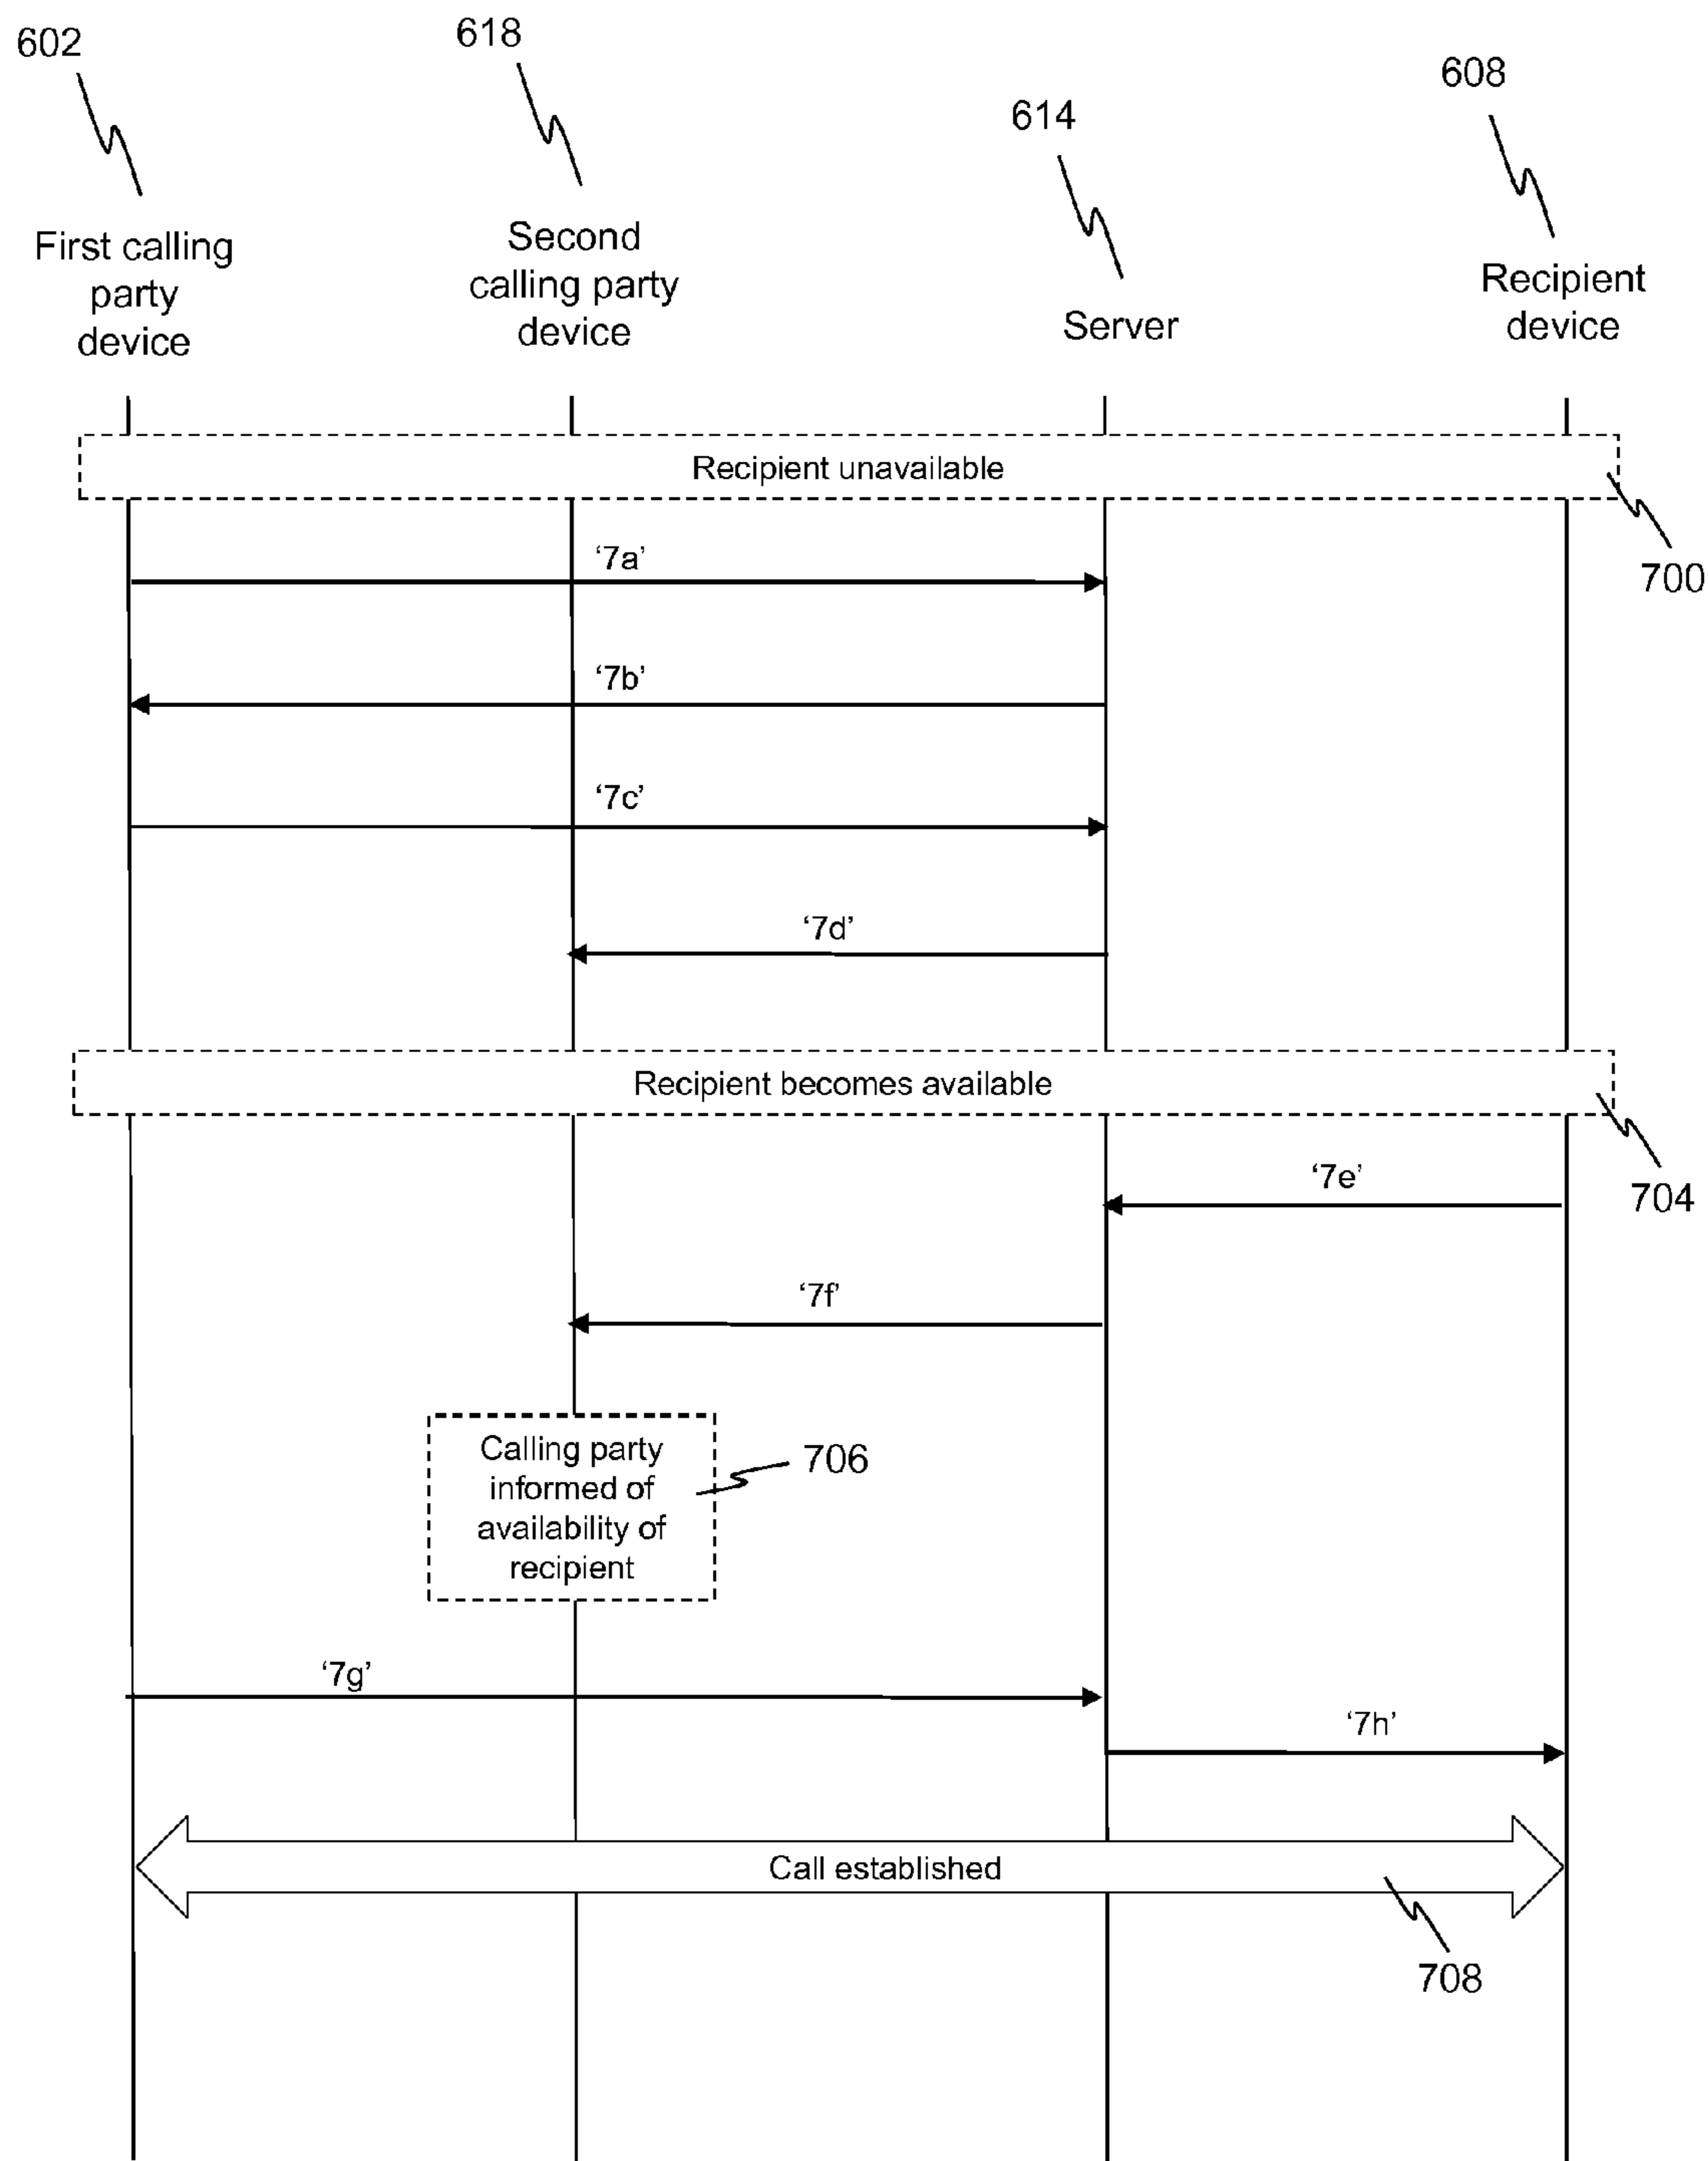 602
618
614
608
First calling
party
device
Second
calling party
device
Server
Recipient
device
Recipient unavailable
700
‘7a’
‘7b’
‘7c’
‘7d’
Recipient becomes available
704
‘7e’
‘7f’
Calling party
informed of
availability of
recipient
706
‘7g’
‘7h’
Call established
708